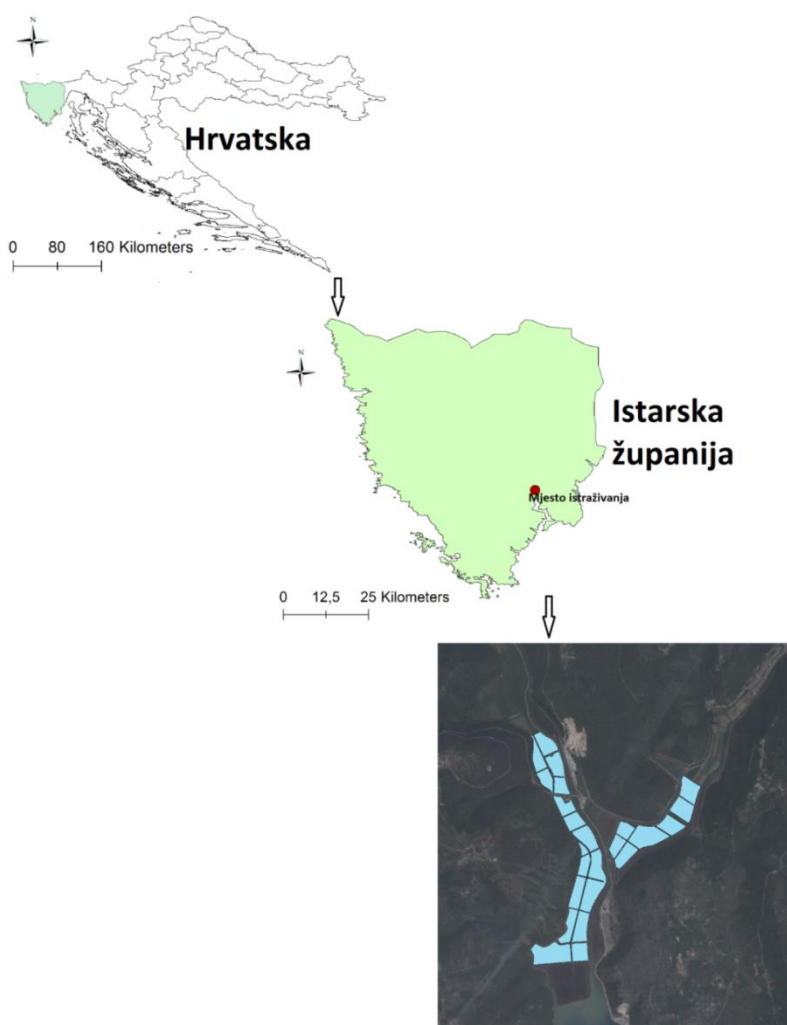 N
Hrvatska
0 80 160 Kilometers
N
Istarska
županija
Mjesto istraživanja
0 12,5 25 Kilometers